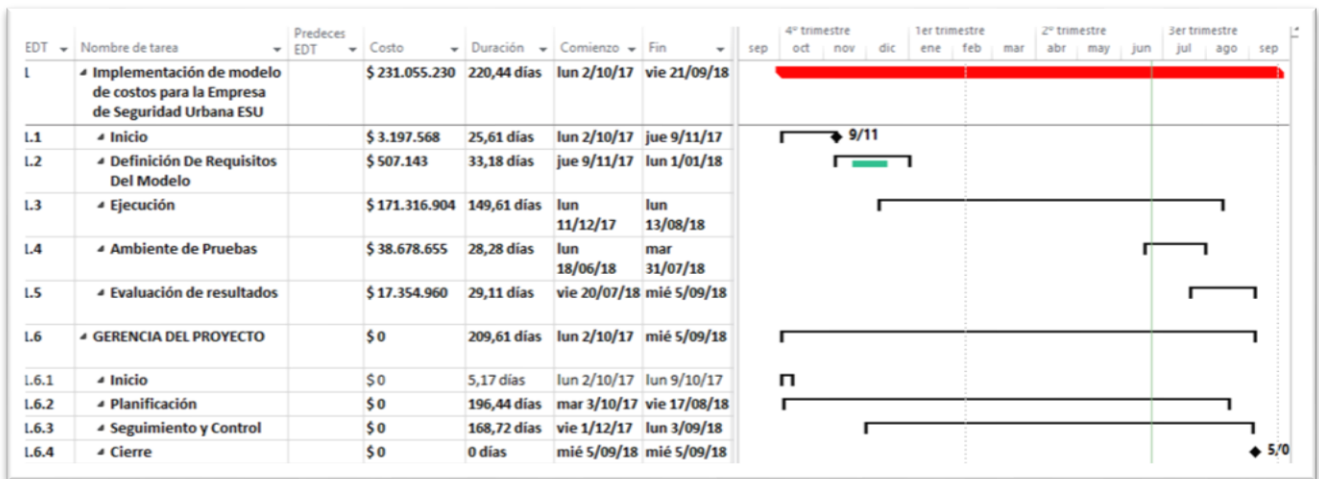 Predeces
4º trimestre 1er trimestre 2º trimestre 3er trimestre
EDT Nombre de tarea EDT Costo Duración Comienzo Fin sep oct nov dic ene feb mar abr may jun jul ago sep
Implementación de modelo $ 231.055.230 220,44 días lun 2/10/17 vie 21/09/18
de costos para la Empresa
de Seguridad Urbana ESU
1.1 Inicio $ 3.197.568 25,61 días lun 2/10/17 jue 9/11/17 9/11
1.2 Definición De Requisitos $ 507.143 33,18 días jue 9/11/17 lun 1/01/18
Del Modelo
1.3 Ejecución $ 171.316.904 149,61 días lun lun
11/12/17 13/08/18
1.4 Ambiente de Pruebas $ 38.678.655 28,28 días lun mar
18/06/18 31/07/18
1.5 Evaluación de resultados $ 17.354.960 29,11 días vie 20/07/18 mié 5/09/18
1.6 GERENCIA DEL PROYECTO $ 0 209,61 días lun 2/10/17 mié 5/09/18
1.6.1 Inicio $ 0 5,17 días lun 2/10/17 lun 9/10/17
1.6.2 Planificación $ 0 196,44 días mar 3/10/17 vie 17/08/18
1.6.3 Seguimiento y Control $ 0 168,72 días vie 1/12/17 lun 3/09/18
1.6.4 Cierre $ 0 0 días mié 5/09/18 mié 5/09/18 5/0